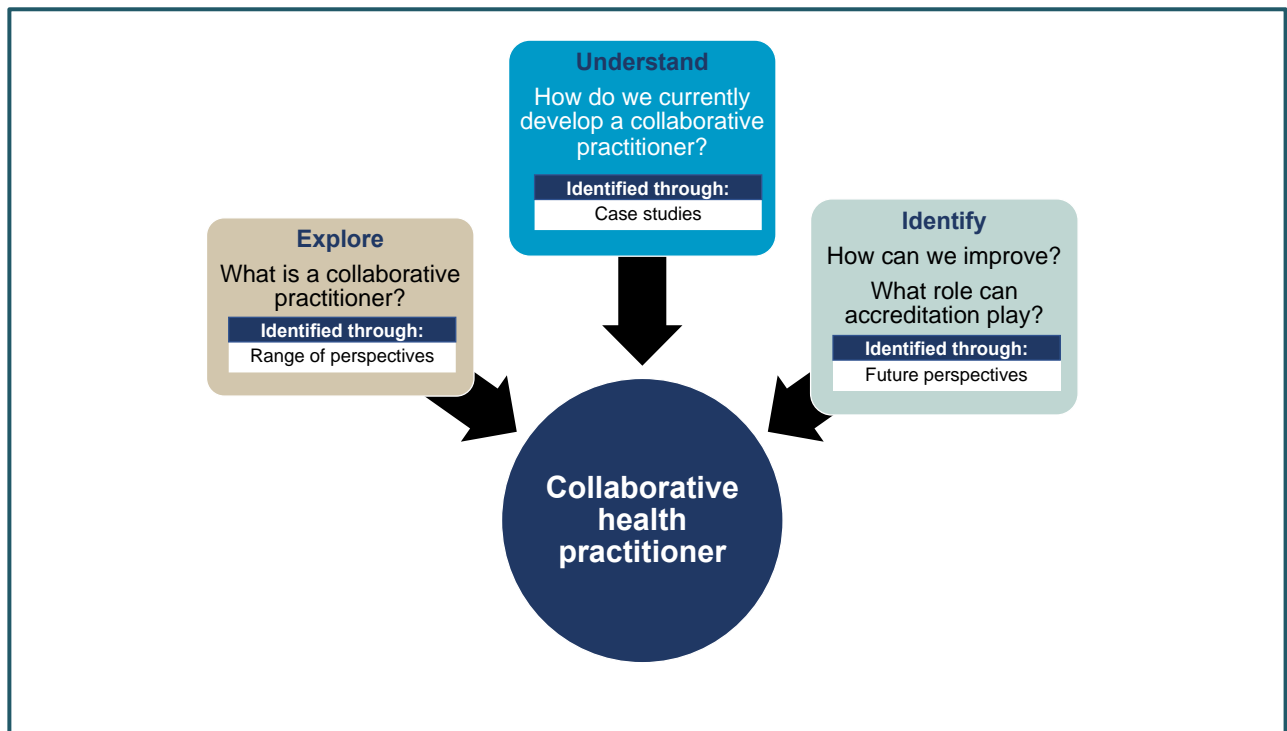 Understand
How do we currently
develop a collaborative
practitioner?
Identified through:
Case studies
Explore
What is a collaborative
practitioner?
Identified through:
Range of perspectives
Identify
How can we improve?
What role can
accreditation play?
Identified through:
Future perspectives
Collaborative
health
practitioner